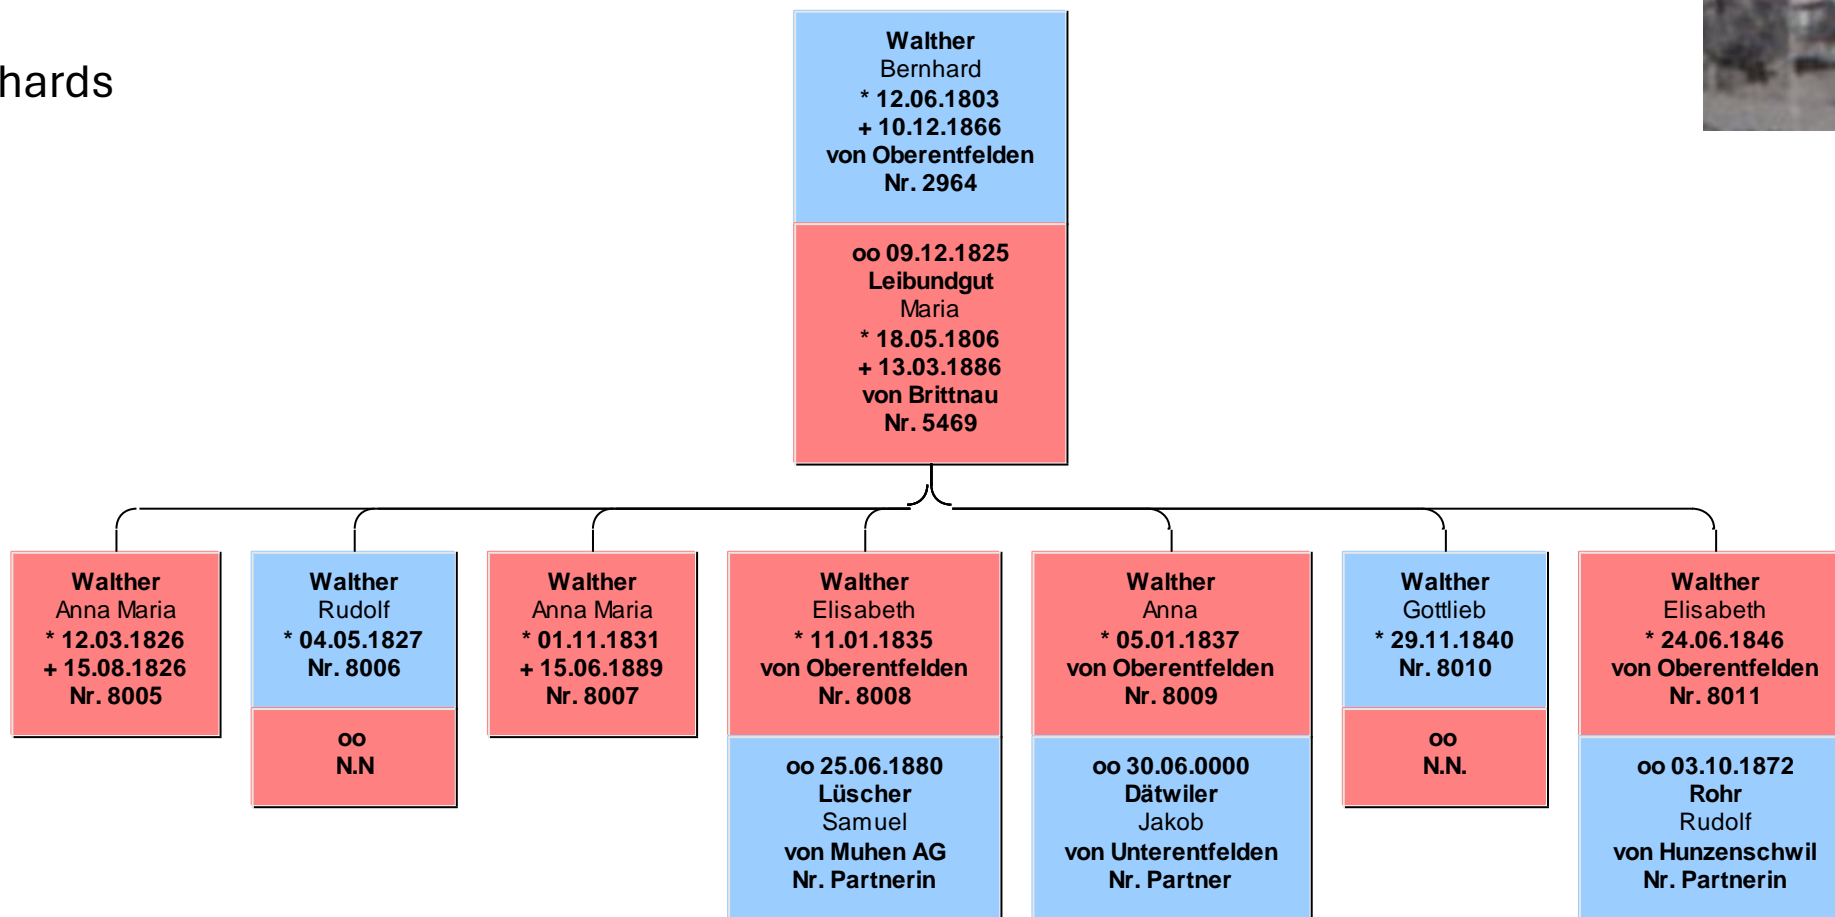 hards
Walther
Bernhard
* 12.06.1803
+ 10.12.1866
von Oberentfelden
Nr. 2964
oo 09.12.1825
Leibundgut
Maria
* 18.05.1806
+ 13.03.1886
von Brittnau
Nr. 5469
Walther
Anna Maria
* 12.03.1826
+ 15.08.1826
Nr. 8005
Walther
Rudolf
* 04.05.1827
Nr. 8006
oo
N.N
Walther
Anna Maria
* 01.11.1831
+ 15.06.1889
Nr. 8007
Walther
Elisabeth
* 11.01.1835
von Oberentfelden
Nr. 8008
oo 25.06.1880
Lüscher
Samuel
von Muhen AG
Nr. Partnerin
Walther
Anna
* 05.01.1837
von Oberentfelden
Nr. 8009
oo 30.06.0000
Dätwiler
Jakob
von Unterentfelden
Nr. Partner
Walther
Gottlieb
* 29.11.1840
Nr. 8010
oo
N.N.
Walther
Elisabeth
* 24.06.1846
von Oberentfelden
Nr. 8011
oo 03.10.1872
Rohr
Rudolf
von Hunzenschwil
Nr. Partnerin